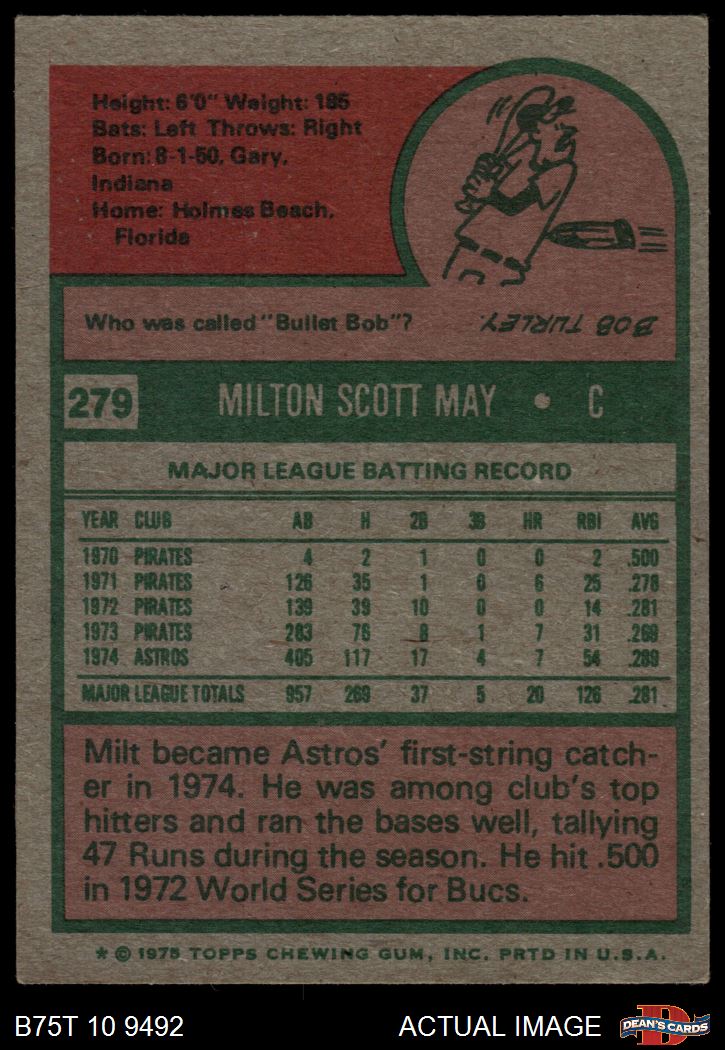 Height: 6'0" Weight: 185
Bats: Left Throws: Right
Born: 8-1-50, Gary,
Indiana
Home: Holmes Beach,
Florida
Who was called "Bullet Bob"?
BOB TURLEY.
279 MILTON SCOTT MAY • C
MAJOR LEAGUE BATTING RECORD
YEAR CLUB AB H 2B 3B HR RBI AVG
1970 PIRATES 4 2 1 0 0 2 .500
1971 PIRATES 126 35 1 0 6 25 .278
1972 PIRATES 139 39 10 0 0 14 .281
1973 PIRATES 283 76 8 1 7 31 .269
1974 ASTROS 405 117 17 4 7 54 .289
MAJOR LEAGUE TOTALS 957 269 37 5 20 126 .281
Milt became Astros' first-string catch-
er in 1974. He was among club's top
hitters and ran the bases well, tallying
47 Runs during the season. He hit .500
in 1972 World Series for Bucs.
* © 1975 TOPPS CHEWING GUM, INC. PRTD IN U.S.A.
B75T 10 9492 ACTUAL IMAGE D DEAN'S CARDS